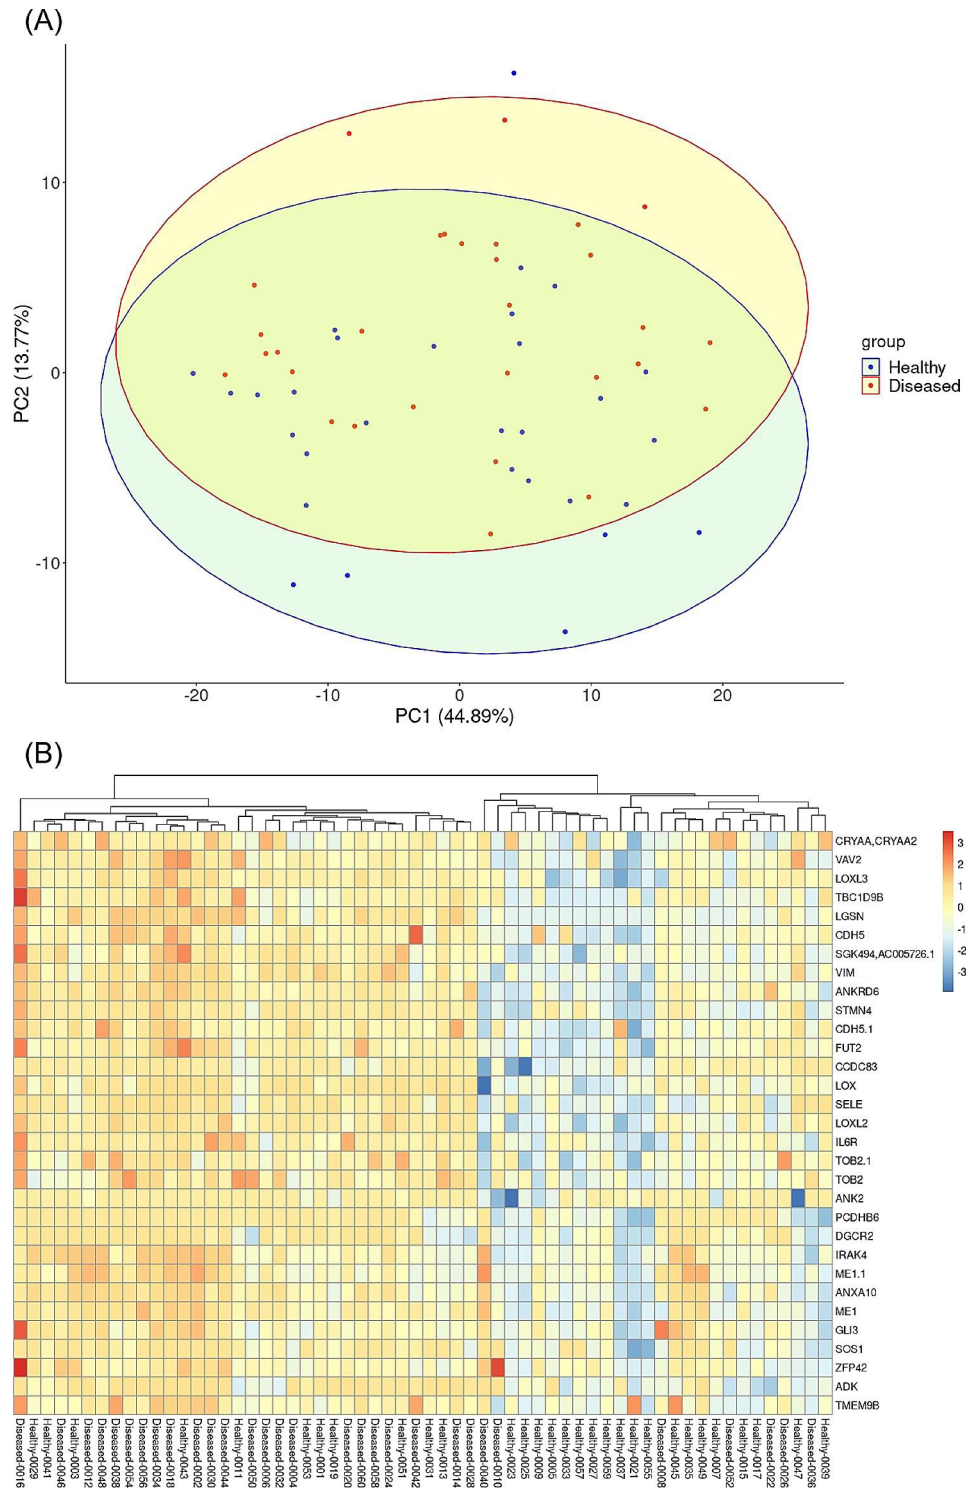 (A)
10
0
-10
PC2 (13.77%)
-20
-10
0
10
20
PC1 (44.89%)
group
Healthy
Diseased
(B)
CRYAA,CRYAA2
VAV2
LOXL3
TBC1D9B
LGSN
CDH5
SGK494,AC005726.1
VIM
ANKRD6
STMN4
CDH5.1
FUT2
CCDC83
LOX
SELE
LOXL2
IL6R
TOB2.1
TOB2
ANK2
PCDHB6
DGCR2
IRAK4
ME1.1
ANXA10
ME1
GLI3
SOS1
ZFP42
ADK
TMEM9B
3
2
1
0
-1
-2
-3
Diseased-0016
Healthy-0029
Healthy-0041
Diseased-0046
Healthy-0003
Diseased-0012
Diseased-0048
Diseased-0038
Diseased-0054
Diseased-0056
Diseased-0034
Diseased-0018
Healthy-0043
Diseased-0002
Diseased-0030
Diseased-0044
Healthy-0011
Diseased-0050
Diseased-0006
Diseased-0032
Diseased-0004
Healthy-0053
Healthy-0001
Healthy-0019
Diseased-0020
Diseased-0060
Diseased-0058
Diseased-0024
Healthy-0051
Diseased-0042
Healthy-0031
Healthy-0013
Diseased-0014
Diseased-0028
Diseased-0040
Diseased-0010
Healthy-0023
Healthy-0025
Healthy-0009
Healthy-0005
Healthy-0033
Healthy-0057
Healthy-0027
Healthy-0059
Healthy-0037
Healthy-0021
Healthy-0055
Diseased-0008
Healthy-0045
Healthy-0035
Healthy-0049
Healthy-0007
Diseased-0052
Healthy-0015
Healthy-0017
Diseased-0022
Diseased-0026
Healthy-0047
Diseased-0036
Healthy-0039